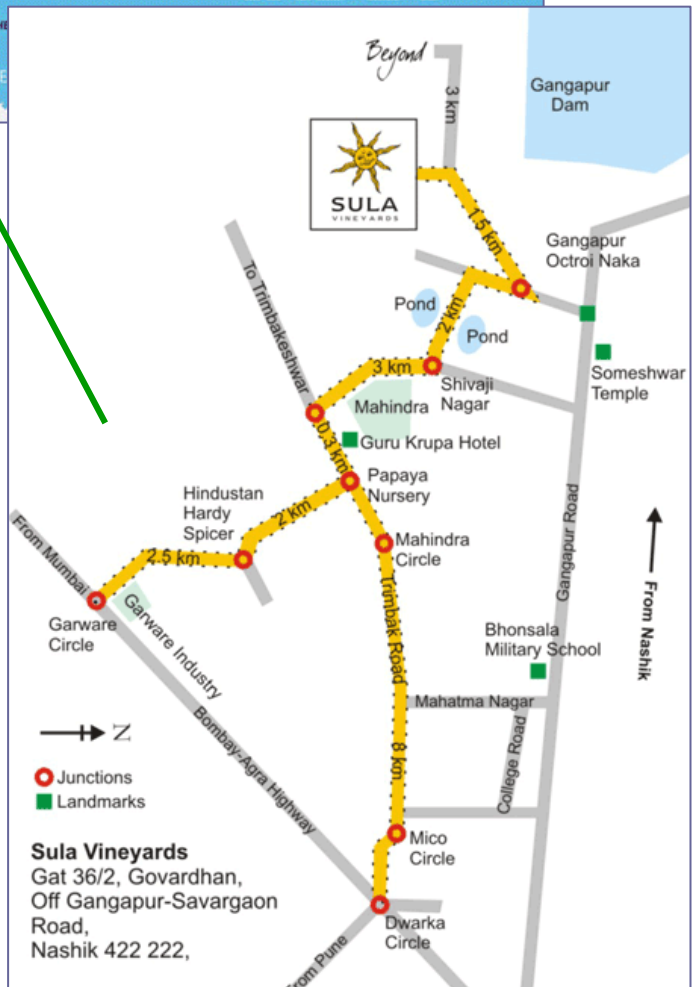 Beyond
3 km
Gangapur
Dam
SULA
VINEYARDS
1.5 km
Gangapur
Octroi Naka
To Trimbakeshwar
Pond
2 km
Pond
Someshwar
Temple
3 km
Shivaji
Nagar
Mahindra
0.3 km
Guru Krupa Hotel
Papaya
Nursery
Hindustan
Hardy
Spicer
2 km
Mahindra
Circle
Gangapur Road
From Nashik
From Mumbai
2.5 km
Garware
Circle
Garware Industry
Trimbak Road
Bhonsala
Military School
Mahatma Nagar
College Road
Bombay-Agra Highway
8 km
N
Junctions
Landmarks
Mico
Circle
Dwarka
Circle
From Pune
Sula Vineyards
Gat 36/2, Govardhan,
Off Gangapur-Savargaon
Road,
Nashik 422 222,